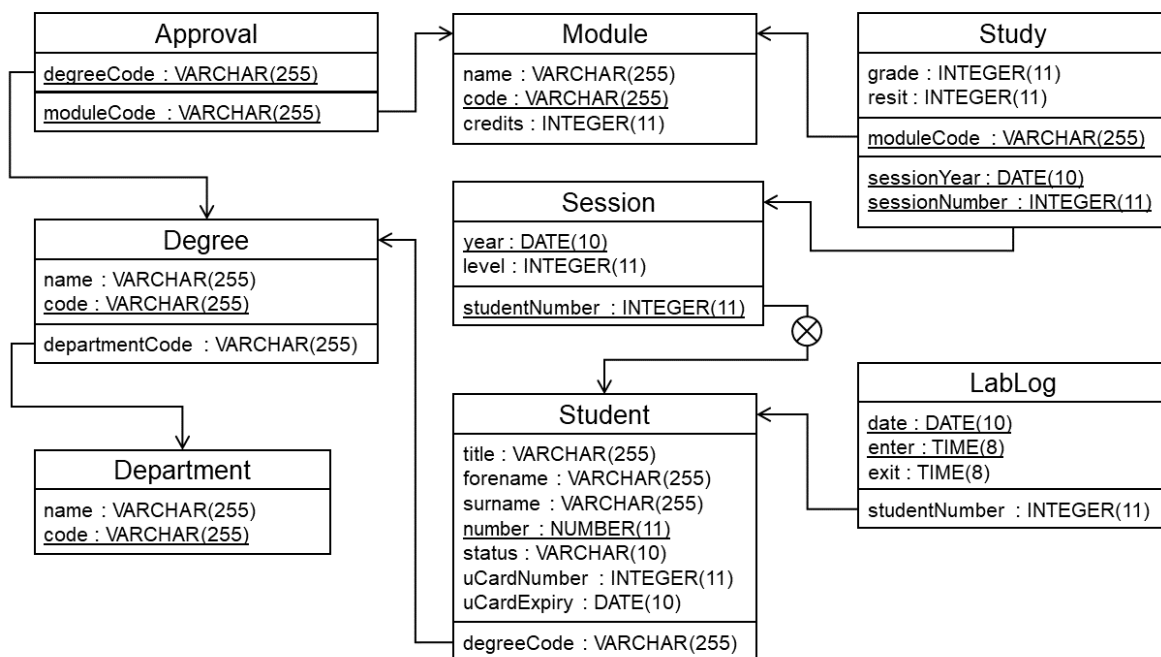 Approval
degreeCode : VARCHAR(255)
moduleCode : VARCHAR(255)
Module
name : VARCHAR(255)
code : VARCHAR(255)
credits : INTEGER(11)
Study
grade : INTEGER(11)
resit : INTEGER(11)
moduleCode : VARCHAR(255)
sessionYear : DATE(10)
sessionNumber : INTEGER(11)
Degree
name : VARCHAR(255)
code : VARCHAR(255)
departmentCode : VARCHAR(255)
Session
year : DATE(10)
level : INTEGER(11)
studentNumber : INTEGER(11)
Department
name : VARCHAR(255)
code : VARCHAR(255)
Student
title : VARCHAR(255)
forename : VARCHAR(255)
surname : VARCHAR(255)
number : NUMBER(11)
status : VARCHAR(10)
uCardNumber : INTEGER(11)
uCardExpiry : DATE(10)
degreeCode : VARCHAR(255)
LabLog
date : DATE(10)
enter : TIME(8)
exit : TIME(8)
studentNumber : INTEGER(11)